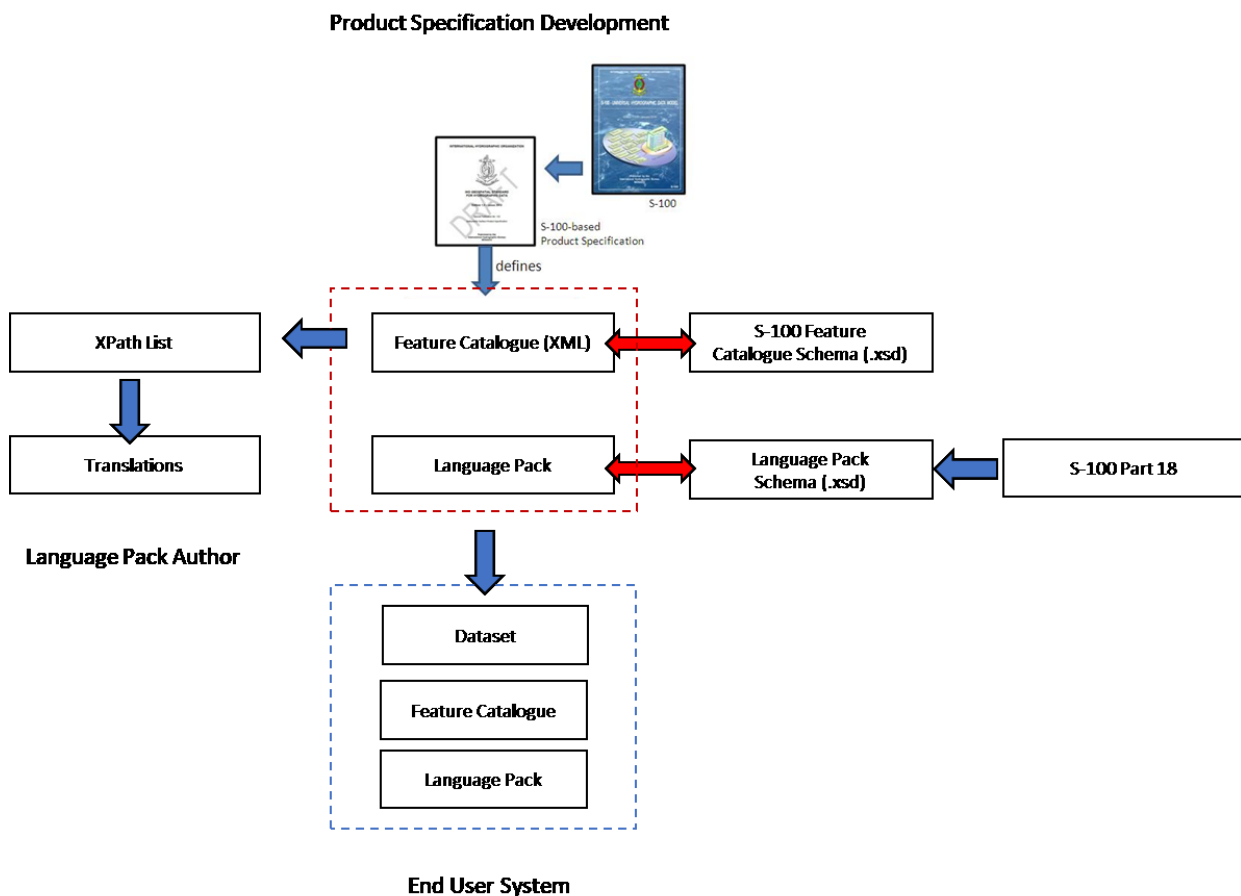 Product Specification Development
S-100
S-100-based
Product Specification
DRAFT
defines
XPath List
Feature Catalogue (XML)
S-100 Feature
Catalogue Schema (.xsd)
Translations
Language Pack
Language Pack
Schema (.xsd)
S-100 Part 18
Language Pack Author
Dataset
Feature Catalogue
Language Pack
End User System